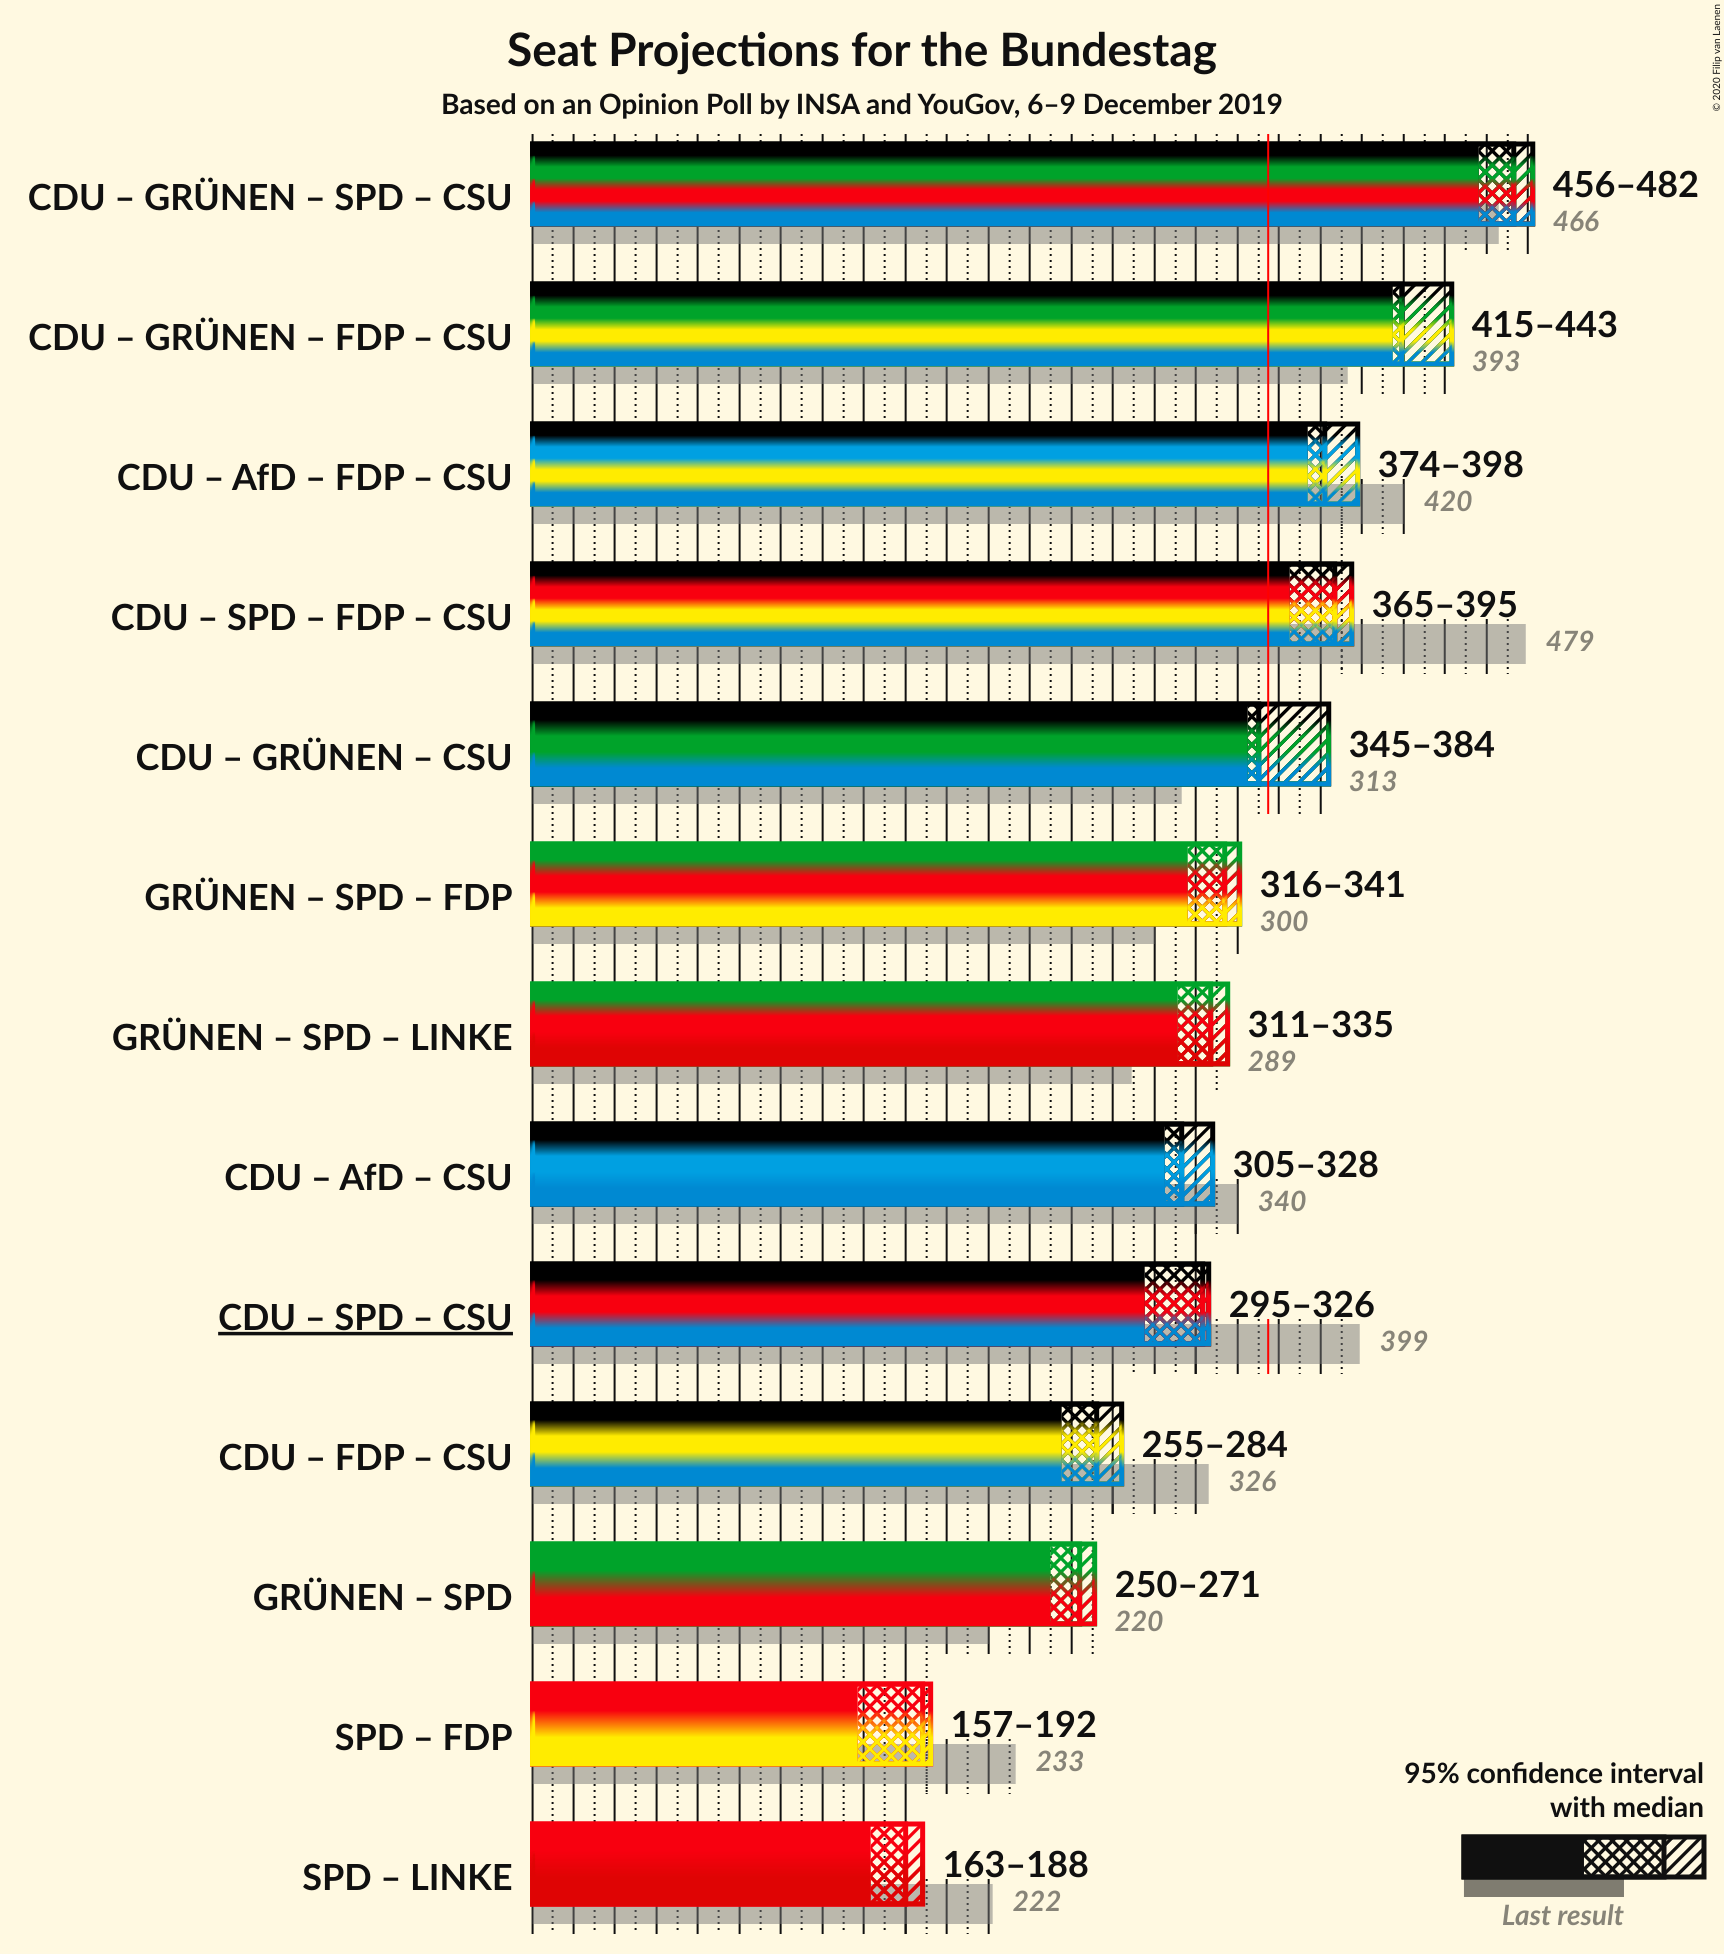 Seat Projections for the Bundestag
Based on an Opinion Poll by INSA and YouGov, 6–9 December 2019
© 2020 Filip van Laenen
CDU – GRÜNEN – SPD – CSU
456–482
466
CDU – GRÜNEN – FDP – CSU
415–443
393
CDU – AfD – FDP – CSU
374–398
420
CDU – SPD – FDP – CSU
365–395
479
CDU – GRÜNEN – CSU
345–384
313
GRÜNEN – SPD – FDP
316–341
300
GRÜNEN – SPD – LINKE
311–335
289
CDU – AfD – CSU
305–328
340
CDU – SPD – CSU
295–326
399
CDU – FDP – CSU
255–284
326
GRÜNEN – SPD
250–271
220
SPD – FDP
157–192
233
SPD – LINKE
163–188
222
95% confidence interval
with median
Last result